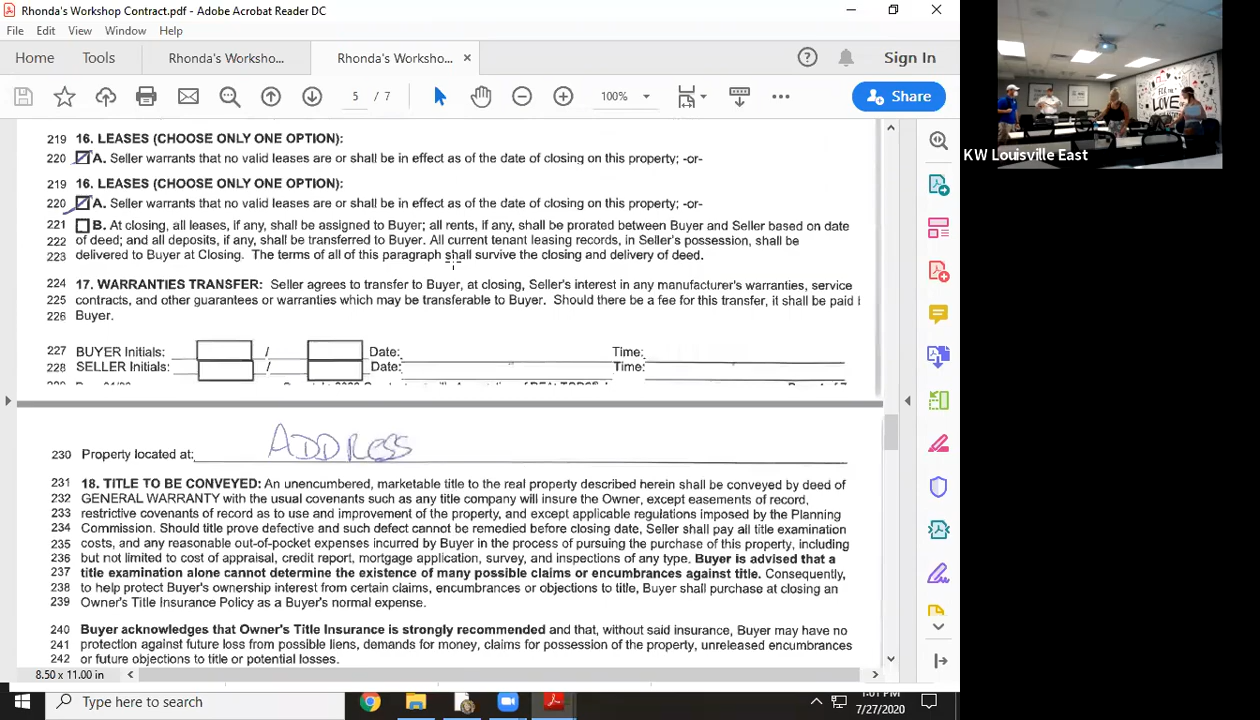 Rhonda's Workshop Contract.pdf - Adobe Acrobat Reader DC
File Edit View Window Help
Home Tools Rhonda's Worksho... Rhonda's Worksho... × Sign In
5 / 7 100% Share
219 16. LEASES (CHOOSE ONLY ONE OPTION):
220 A. Seller warrants that no valid leases are or shall be in effect as of the date of closing on this property; -or-
219 16. LEASES (CHOOSE ONLY ONE OPTION):
220 A. Seller warrants that no valid leases are or shall be in effect as of the date of closing on this property; -or-
221 B. At closing, all leases, if any, shall be assigned to Buyer; all rents, if any, shall be prorated between Buyer and Seller based on date
222 of deed; and all deposits, if any, shall be transferred to Buyer. All current tenant leasing records, in Seller's possession, shall be
223 delivered to Buyer at Closing. The terms of all of this paragraph shall survive the closing and delivery of deed.
224 17. WARRANTIES TRANSFER: Seller agrees to transfer to Buyer, at closing, Seller's interest in any manufacturer's warranties, service
225 contracts, and other guarantees or warranties which may be transferable to Buyer. Should there be a fee for this transfer, it shall be paid
226 Buyer.
227 BUYER Initials: / Date: Time:
228 SELLER Initials: / Date: Time:
230 Property located at: ADDRESS
231 18. TITLE TO BE CONVEYED: An unencumbered, marketable title to the real property described herein shall be conveyed by deed of
232 GENERAL WARRANTY with the usual covenants such as any title company will insure the Owner, except easements of record,
233 restrictive covenants of record as to use and improvement of the property, and except applicable regulations imposed by the Planning
234 Commission. Should title prove defective and such defect cannot be remedied before closing date, Seller shall pay all title examination
235 costs, and any reasonable out-of-pocket expenses incurred by Buyer in the process of pursuing the purchase of this property, including
236 but not limited to cost of appraisal, credit report, mortgage application, survey, and inspections of any type. Buyer is advised that a
237 title examination alone cannot determine the existence of many possible claims or encumbrances against title. Consequently,
238 to help protect Buyer's ownership interest from certain claims, encumbrances or objections to title, Buyer shall purchase at closing an
239 Owner's Title Insurance Policy as a Buyer's normal expense.
240 Buyer acknowledges that Owner's Title Insurance is strongly recommended and that, without said insurance, Buyer may have no
241 protection against future loss from possible liens, demands for money, claims for possession of the property, unreleased encumbrances
242 or future objections to title or potential losses.
8.50 x 11.00 in
Type here to search
1:01 PM
7/27/2020
FOR THE
LOVE
KW Louisville East